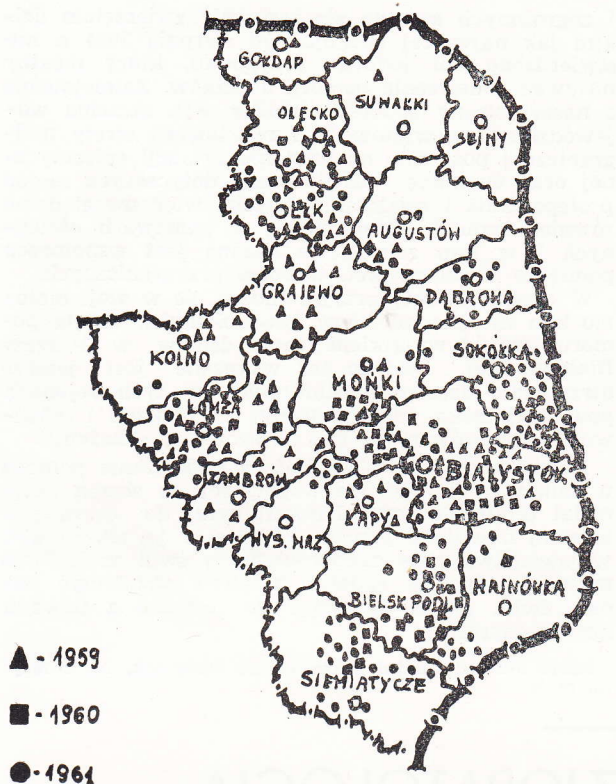 GOŁDAP
SUWAŁKI
OLECKO
SEJNY
EŁK
AUGUSTÓW
GRAJEWO
DĄBROWA
KOLNO
SOKÓŁKA
MOŃKI
ŁOMŻA
BIAŁYSTOK
ZAMBRÓW
ŁAPY
WYS. MAZ
HAJNÓWKA
BIELSK PODL
SIEMIATYCZE
- 1959
- 1960
- 1961